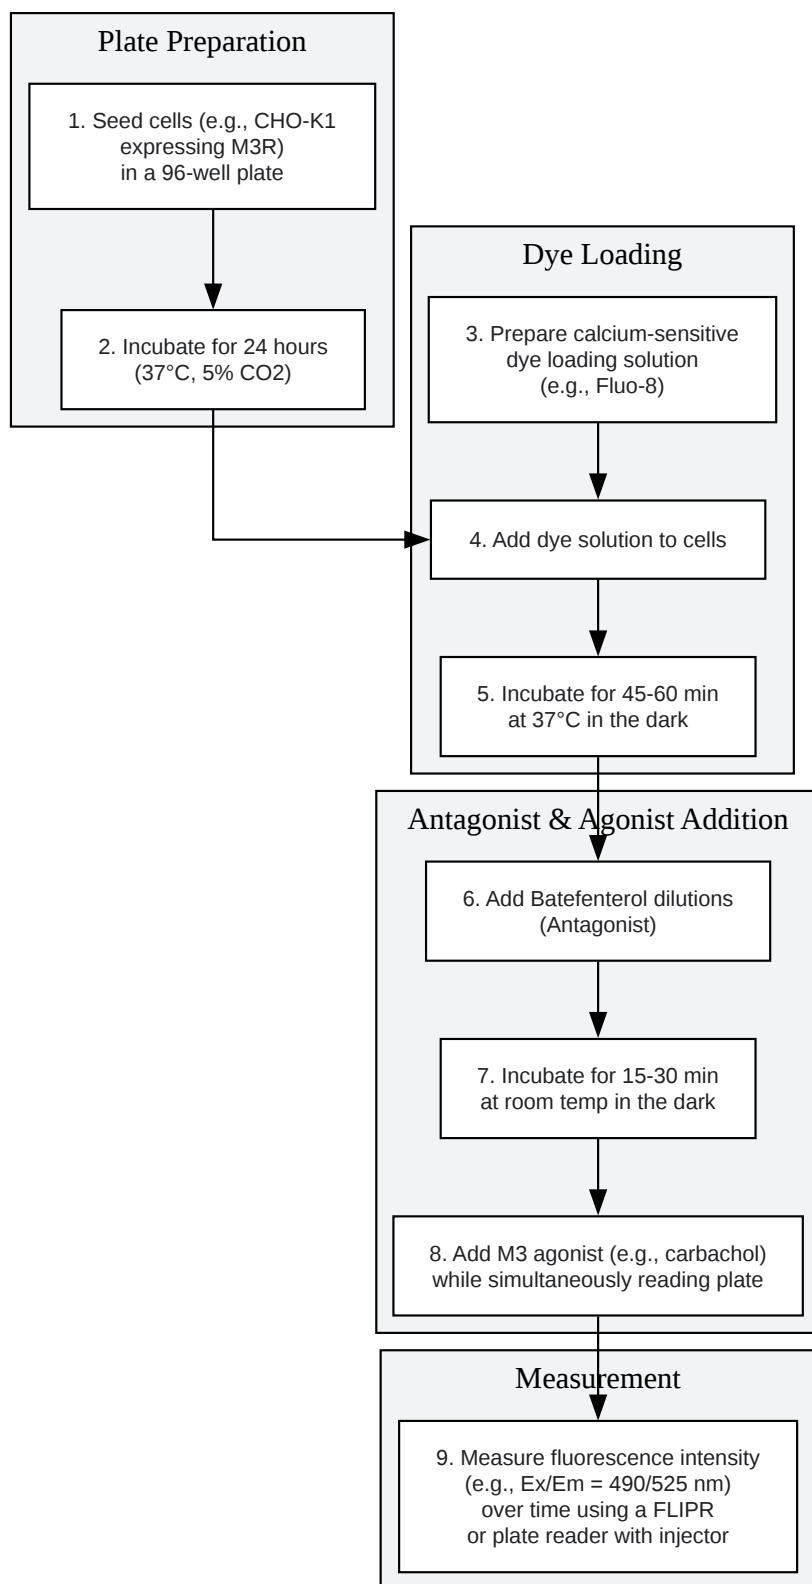 Plate Preparation
1. Seed cells (e.g., CHO-K1
expressing M3R)
in a 96-well plate
2. Incubate for 24 hours
(37°C, 5% CO2)
Dye Loading
3. Prepare calcium-sensitive
dye loading solution
(e.g., Fluo-8)
4. Add dye solution to cells
5. Incubate for 45-60 min
at 37°C in the dark
Antagonist & Agonist Addition
6. Add Batefenterol dilutions
(Antagonist)
7. Incubate for 15-30 min
at room temp in the dark
8. Add M3 agonist (e.g., carbachol)
while simultaneously reading plate
Measurement
9. Measure fluorescence intensity
(e.g., Ex/Em = 490/525 nm)
over time using a FLIPR
or plate reader with injector